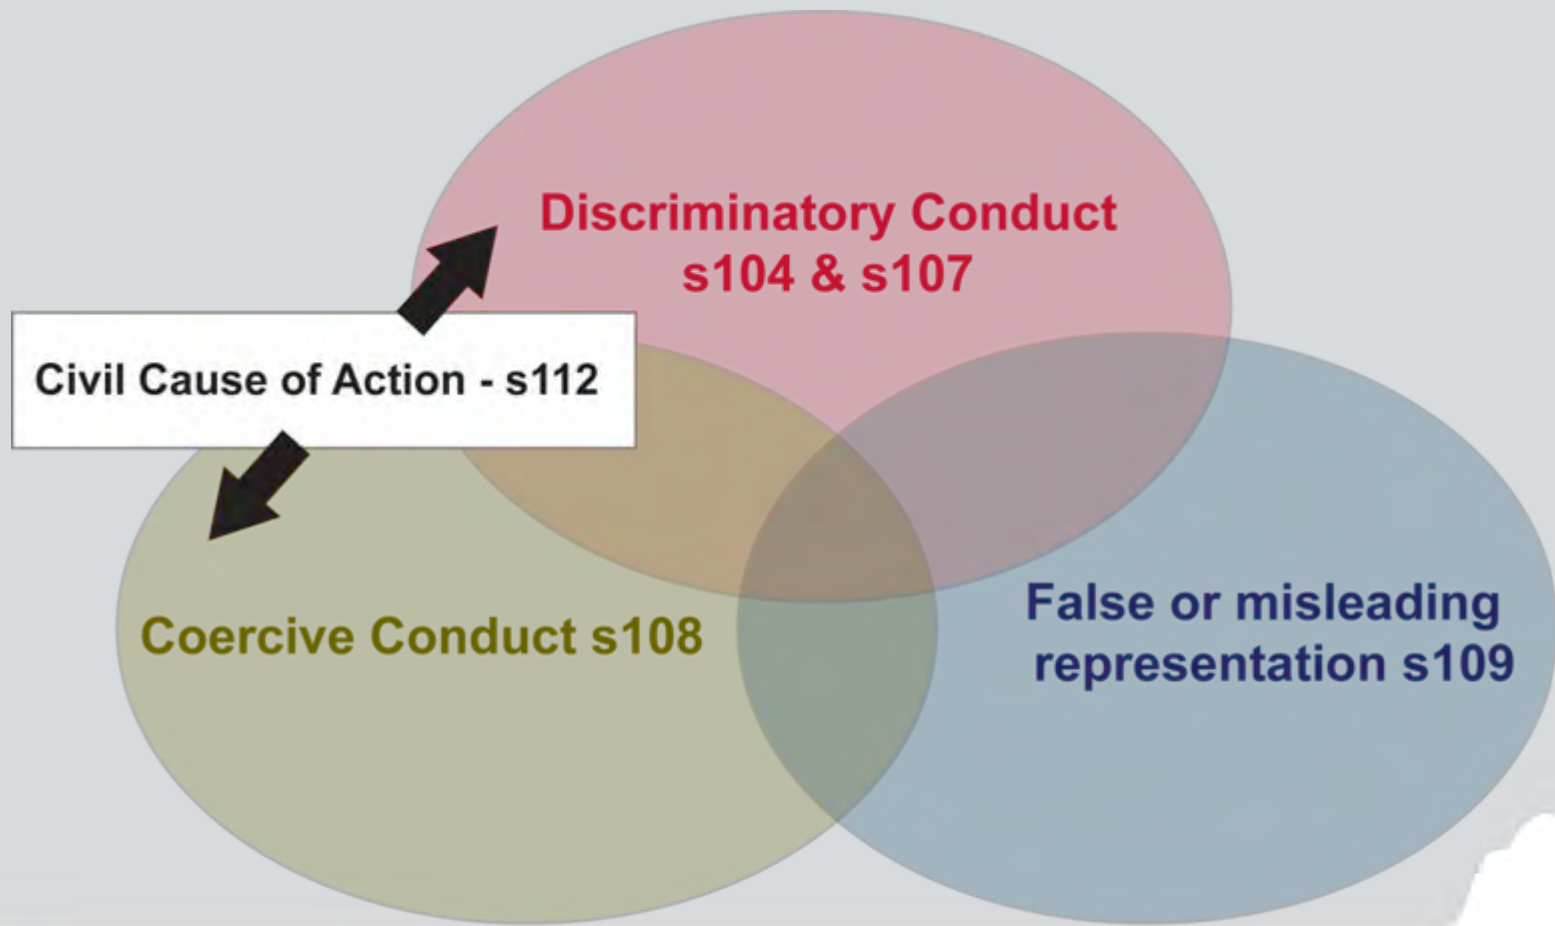 Discriminatory Conduct
s104 & s107
Civil Cause of Action - s112
Coercive Conduct s108
False or misleading
representation s109